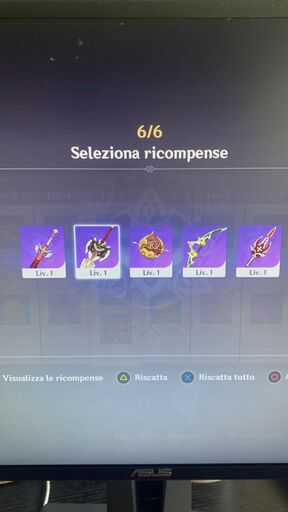 6/6
Seleziona ricompense
Liv. 1
Liv. 1
Liv. 1
Liv. 1
Liv. 1
Visualizza le ricompense
Riscatta
Riscatta tutto
ASUS